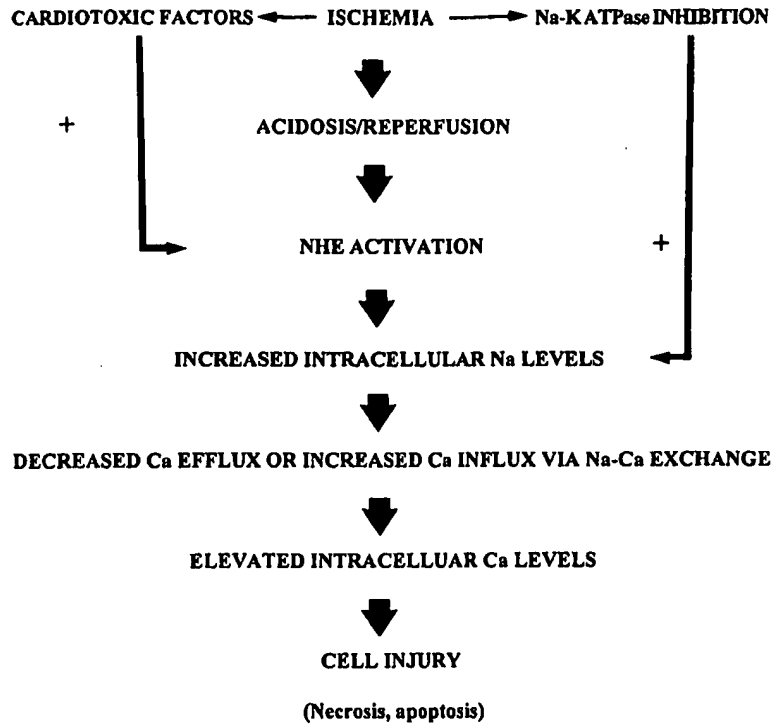 CARDIOTOXIC FACTORS ISCHEMIA Na-K ATPase INHIBITION
+
ACIDOSIS/REPERFUSION
NHE ACTIVATION
+
INCREASED INTRACELLULAR Na LEVELS
DECREASED Ca EFFLUX OR INCREASED Ca INFLUX VIA Na-Ca EXCHANGE
ELEVATED INTRACELLUAR Ca LEVELS
CELL INJURY
(Necrosis, apoptosis)